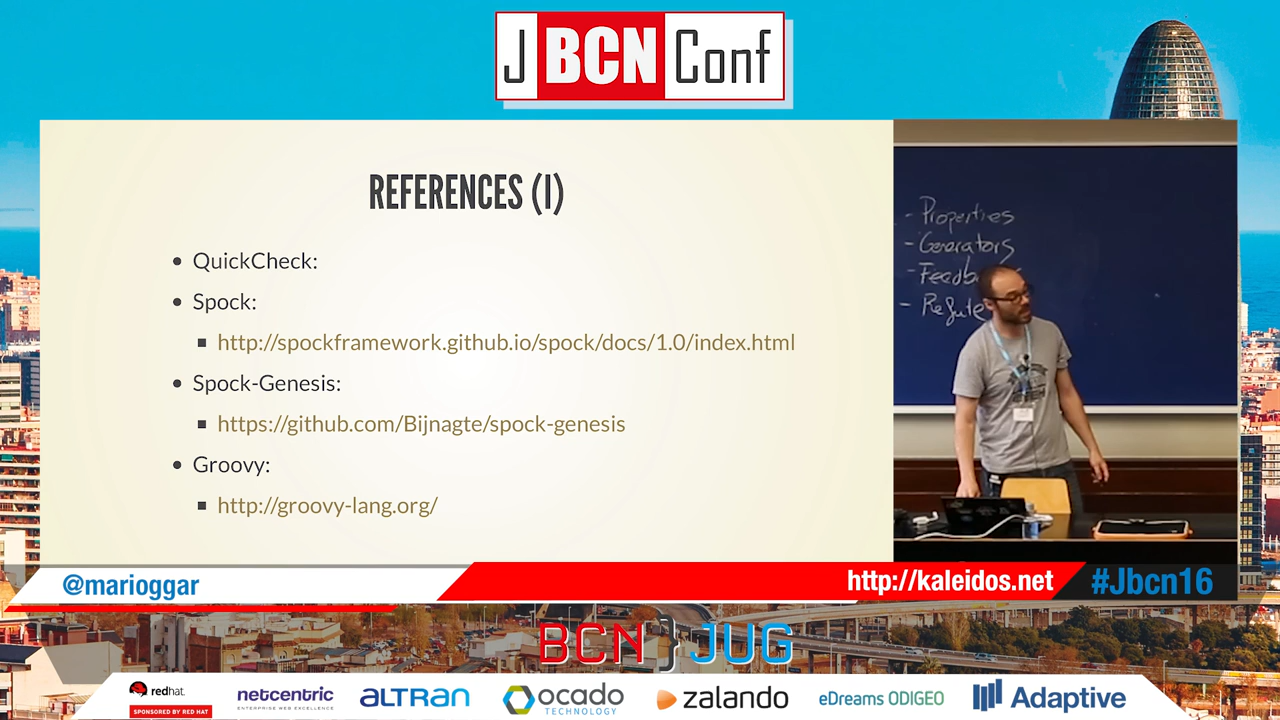 J BCN Conf
REFERENCES (I)
QuickCheck:
Spock:
http://spockframework.github.io/spock/docs/1.0/index.html
Spock-Genesis:
https://github.com/Bijnagte/spock-genesis
Groovy:
http://groovy-lang.org/
- Properties
- Generators
- Feedb
- Refute
@marioggar
http://kaleidos.net
#Jbcn16
BCN JUG
redhat.
SPONSORED BY RED HAT
netcentric
ENTERPRISE WEB EXCELLENCE
ALTRAN
ocado
TECHNOLOGY
zalando
eDreams ODIGEO
Adaptive